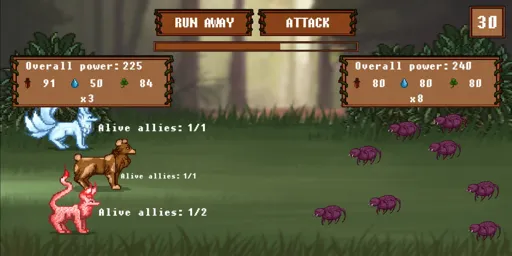 RUN AWAY ATTACK 30
Overall power: 225
91 50 84
x3
Overall power: 240
80 80 80
x8
Alive allies: 1/1
Alive allies: 1/1
Alive allies: 1/2